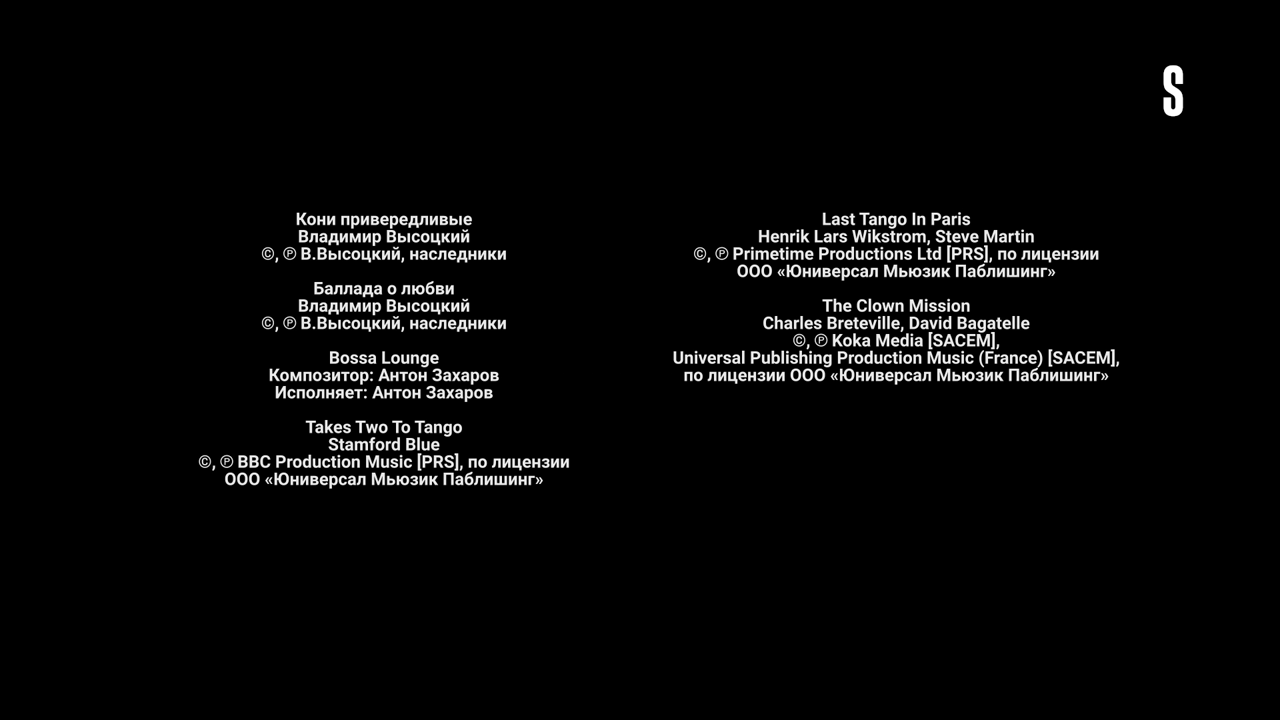 S
Кони привередливые
Владимир Высоцкий
©, ℗ В.Высоцкий, наследники
Баллада о любви
Владимир Высоцкий
©, ℗ В.Высоцкий, наследники
Bossa Lounge
Композитор: Антон Захаров
Исполняет: Антон Захаров
Takes Two To Tango
Stamford Blue
©, ℗ BBC Production Music [PRS], по лицензии
ООО «Юниверсал Мьюзик Паблишинг»
Last Tango In Paris
Henrik Lars Wikstrom, Steve Martin
©, ℗ Primetime Productions Ltd [PRS], по лицензии
ООО «Юниверсал Мьюзик Паблишинг»
The Clown Mission
Charles Breteville, David Bagatelle
©, ℗ Koka Media [SACEM],
Universal Publishing Production Music (France) [SACEM],
по лицензии ООО «Юниверсал Мьюзик Паблишинг»